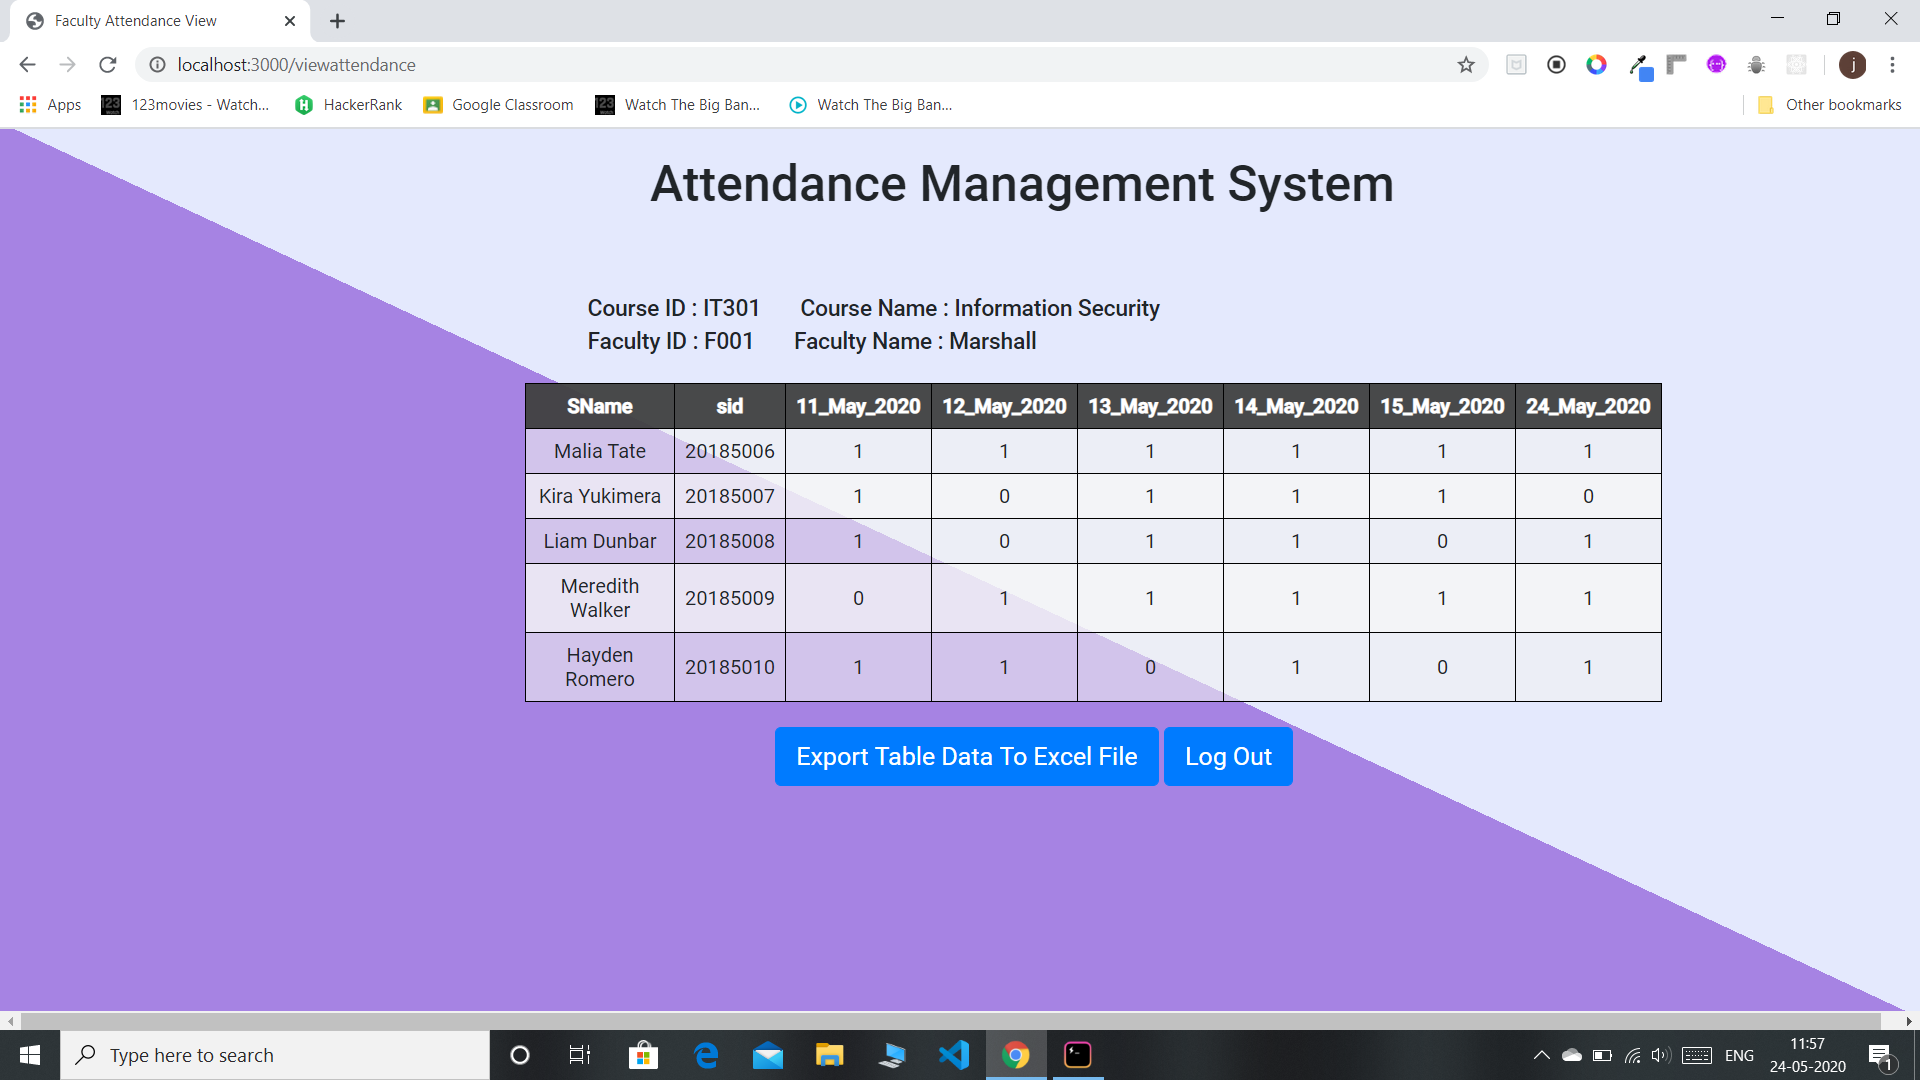 Faculty Attendance View
localhost:3000/viewattendance
j
Apps 123movies - Watch... HackerRank Google Classroom Watch The Big Ban... Watch The Big Ban... Other bookmarks
Attendance Management System
Course ID : IT301 Course Name : Information Security
Faculty ID : F001 Faculty Name : Marshall
SName sid 11_May_2020 12_May_2020 13_May_2020 14_May_2020 15_May_2020 24_May_2020
Malia Tate 20185006 1 1 1 1 1 1
Kira Yukimera 20185007 1 0 1 1 1 0
Liam Dunbar 20185008 1 0 1 1 0 1
Meredith
Walker 20185009 0 1 1 1 1 1
Hayden
Romero 20185010 1 1 0 1 0 1
Export Table Data To Excel File Log Out
Type here to search
ENG
11:57
24-05-2020
1